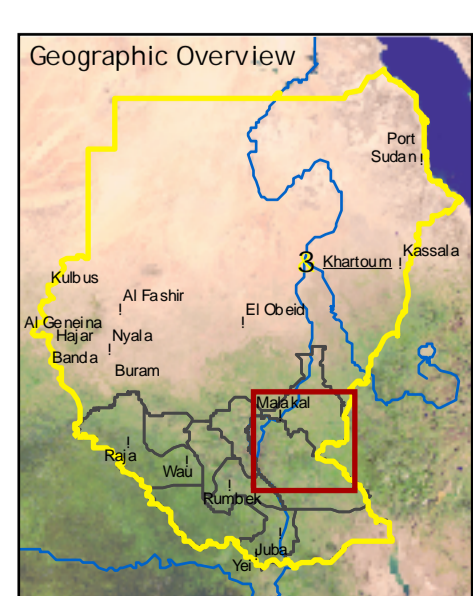 Geographic Overview
Port
Sudan
Kassala
3 Khartoum
Kulbus
Al Fashir
El Obeid
Al Geneina
Hajar
Nyala
Banda
Buram
Malakal
Raja
Wau
Rumbek
Juba
Yei